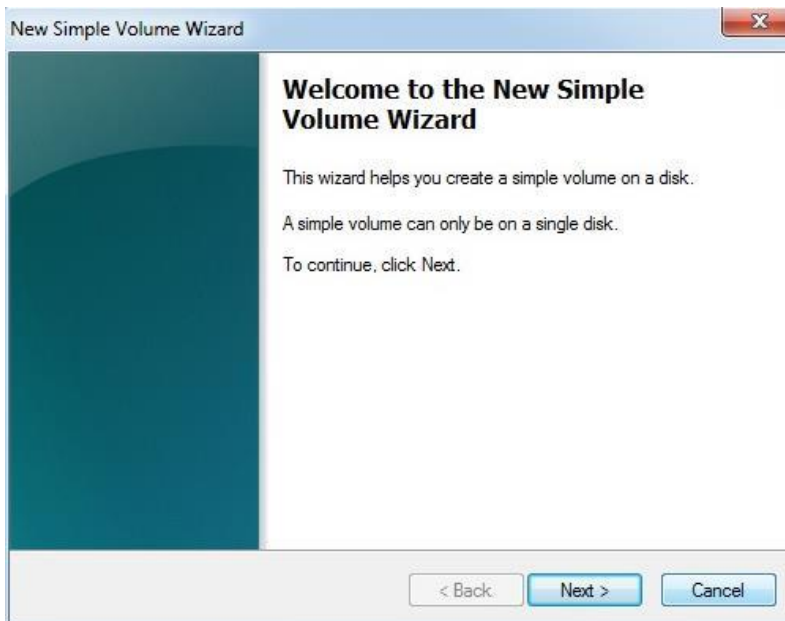 New Simple Volume Wizard
Welcome to the New Simple
Volume Wizard
This wizard helps you create a simple volume on a disk.
A simple volume can only be on a single disk.
To continue, click Next.
< Back
Next >
Cancel